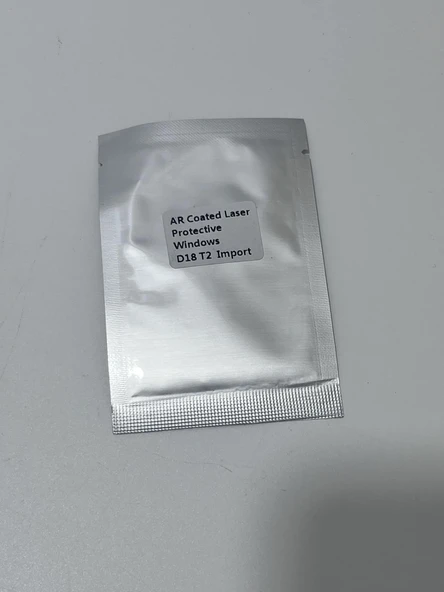 AR Coated Laser
Protective
Windows
D18 T2 Import